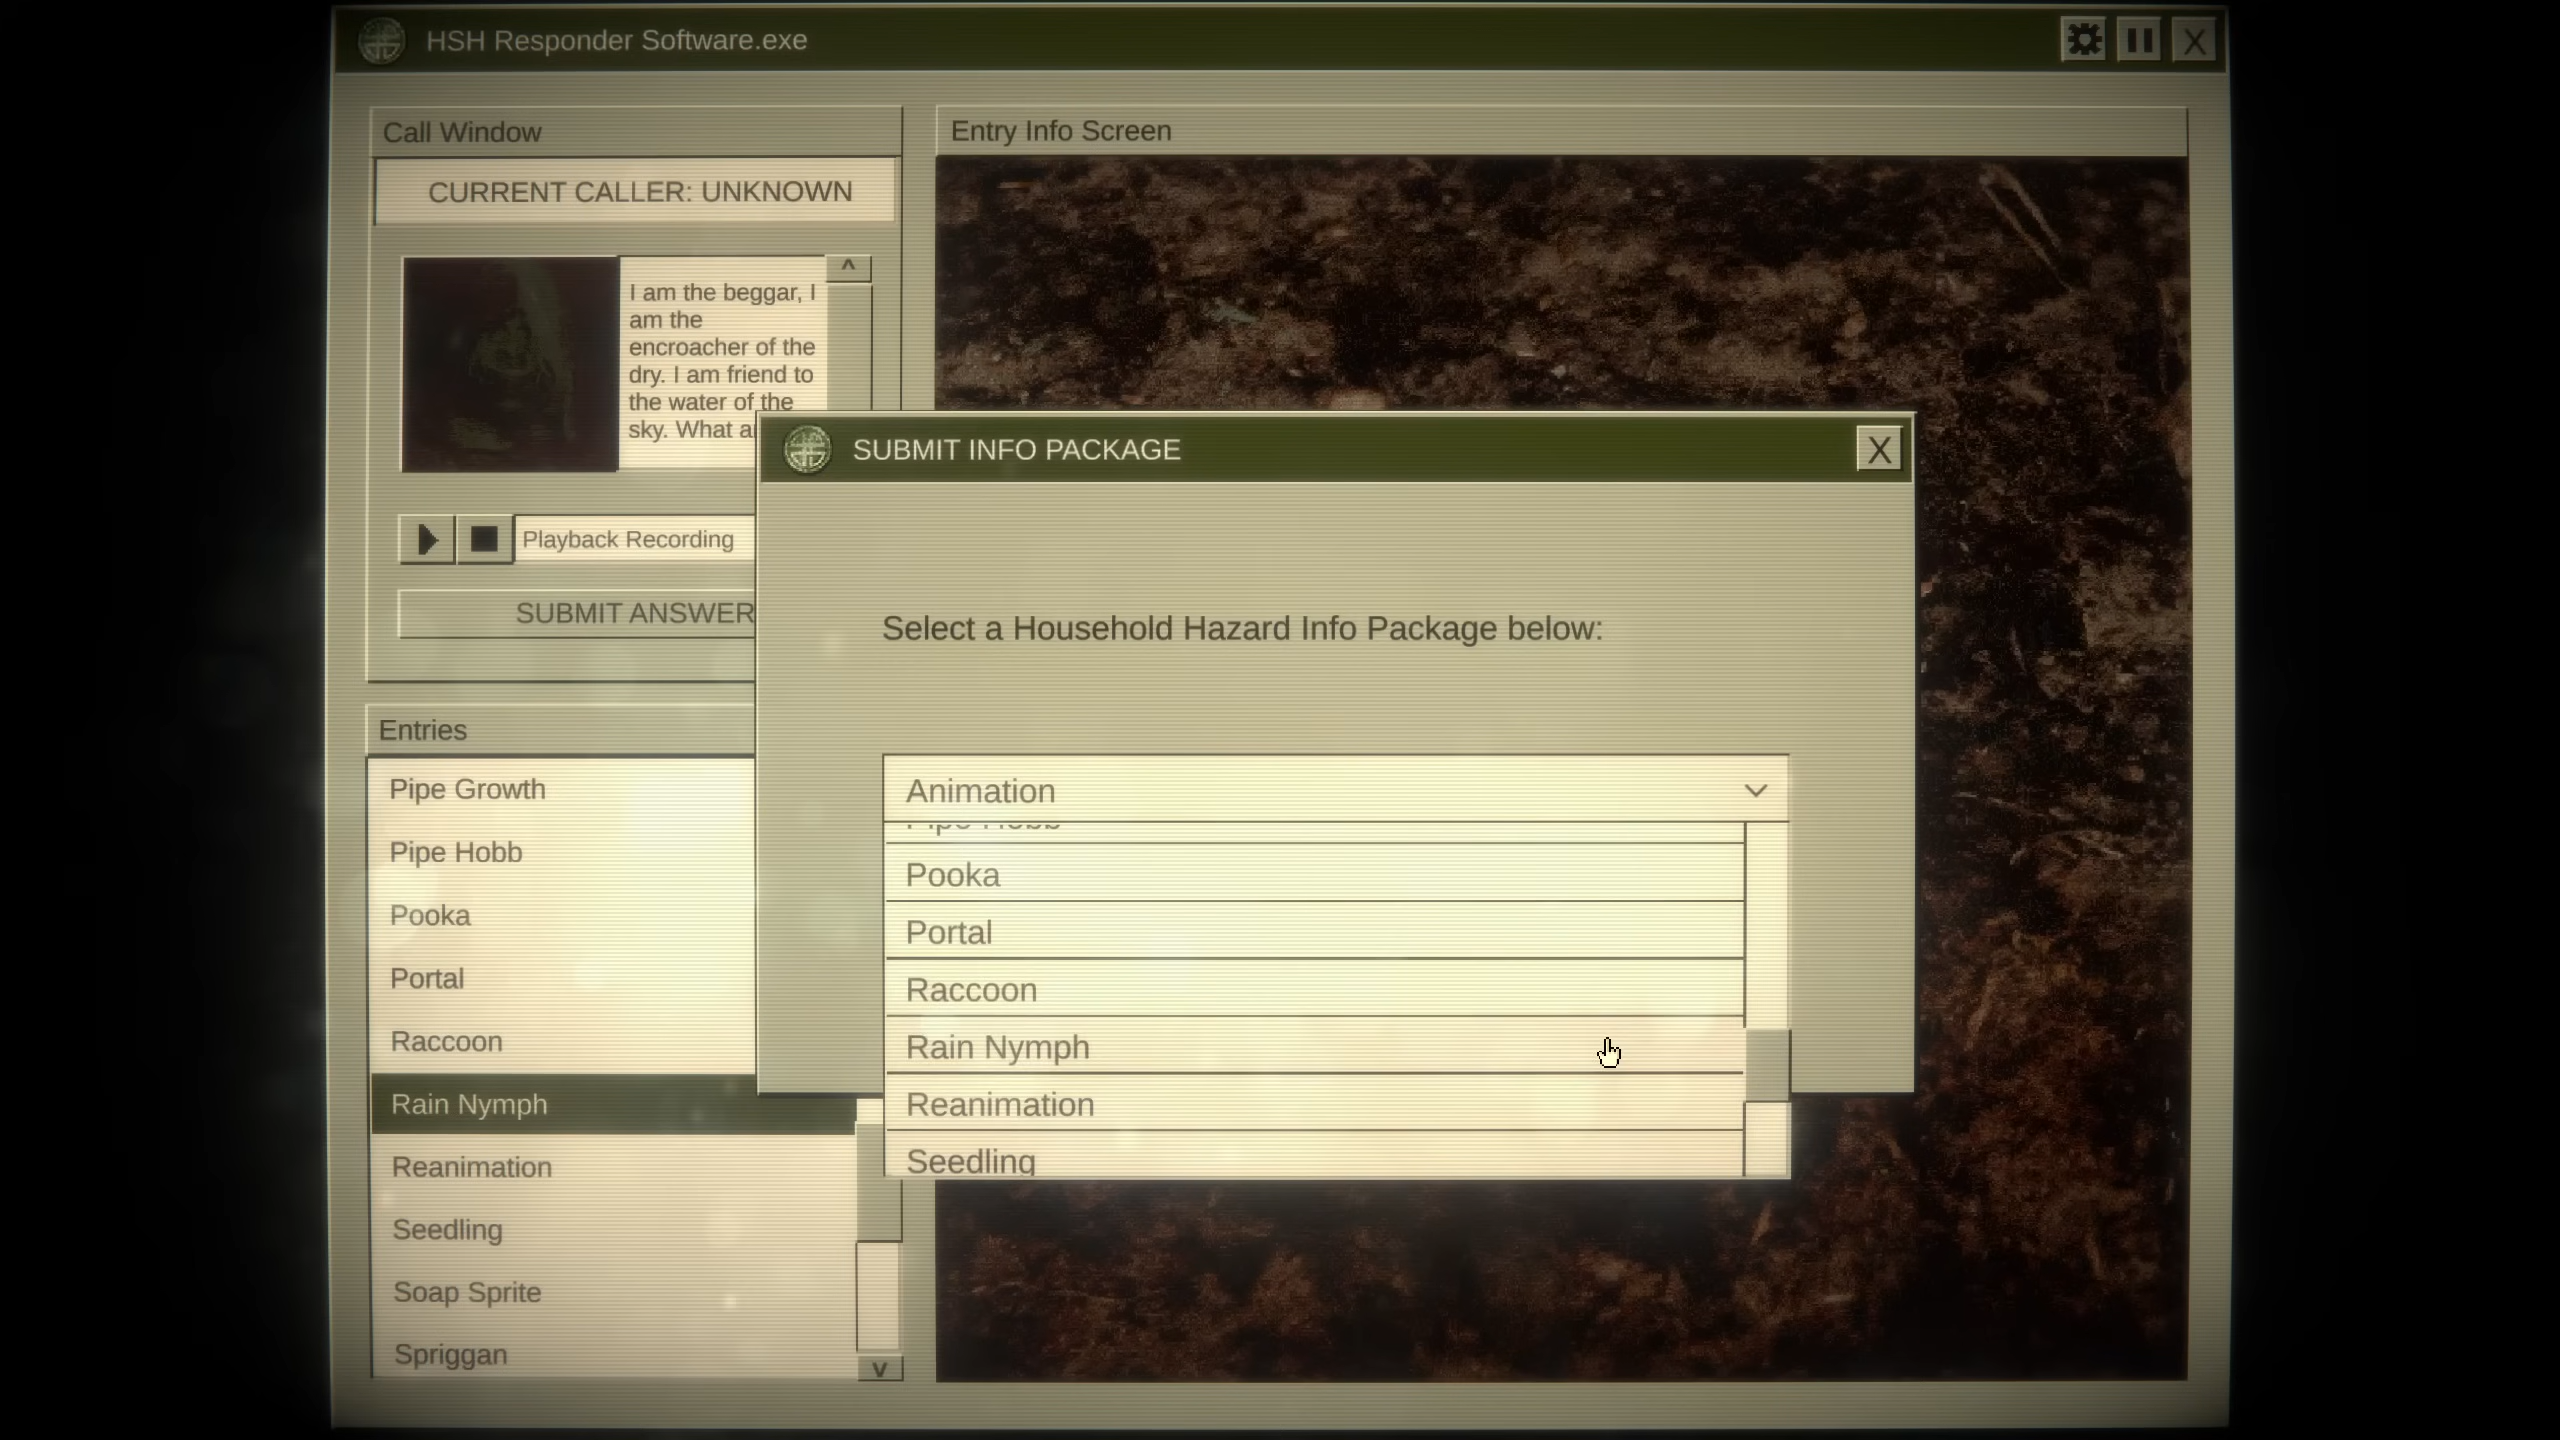 HSH Responder Software.exe
X
Call Window
CURRENT CALLER: UNKNOWN
I am the beggar, I
am the
encroacher of the
dry. I am friend to
the water of the
sky. What
Playback Recording
SUBMIT ANSWER
Entries
Pipe Growth
Pipe Hobb
Pooka
Portal
Raccoon
Rain Nymph
Reanimation
Seedling
Soap Sprite
Spriggan
Entry Info Screen
SUBMIT INFO PACKAGE
X
Select a Household Hazard Info Package below:
Animation
Pipe Hobb
Pooka
Portal
Raccoon
Rain Nymph
Reanimation
Seedling